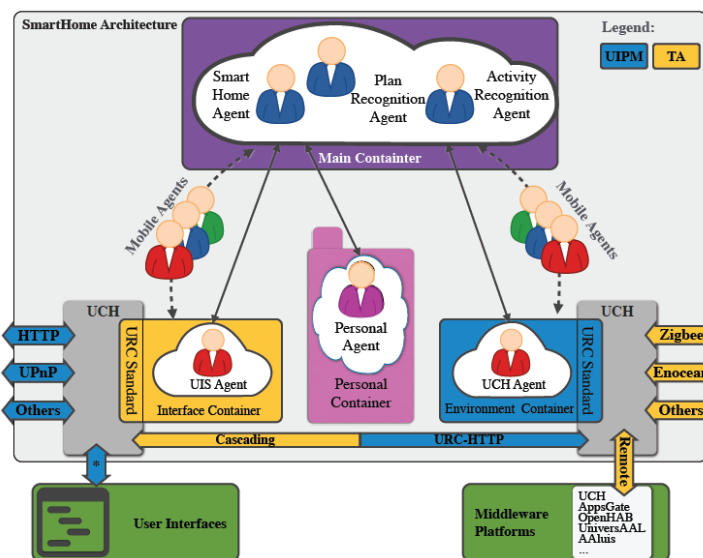 SmartHome Architecture
Legend:
UIPM
TA
Smart
Home
Agent
Plan
Recognition
Agent
Activity
Recognition
Agent
Main Containter
Mobile Agents
Mobile Agents
UCH
UCH
HTTP
UPnP
Others
URC Standard
UIS Agent
Interface Container
Personal
Agent
Personal
Container
UCH Agent
Environment Container
URC Standard
Zigbee
Enocean
Others
Cascading
URC-HTTP
*
Remote
User Interfaces
Middleware
Platforms
UCH
AppsGate
OpenHAB
UniversAAL
AAluis
...